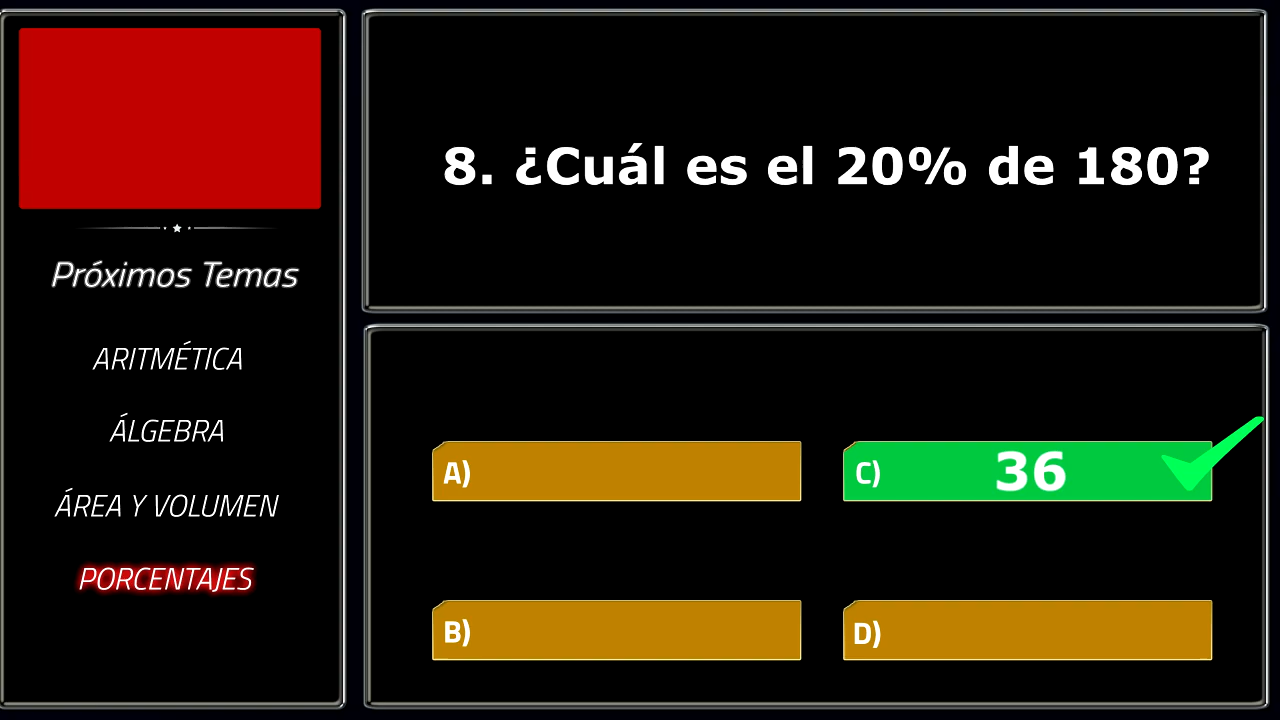 Próximos Temas
ARITMÉTICA
ÁLGEBRA
ÁREA Y VOLUMEN
PORCENTAJES
8. ¿Cuál es el 20% de 180?
A)
C) 36
B)
D)